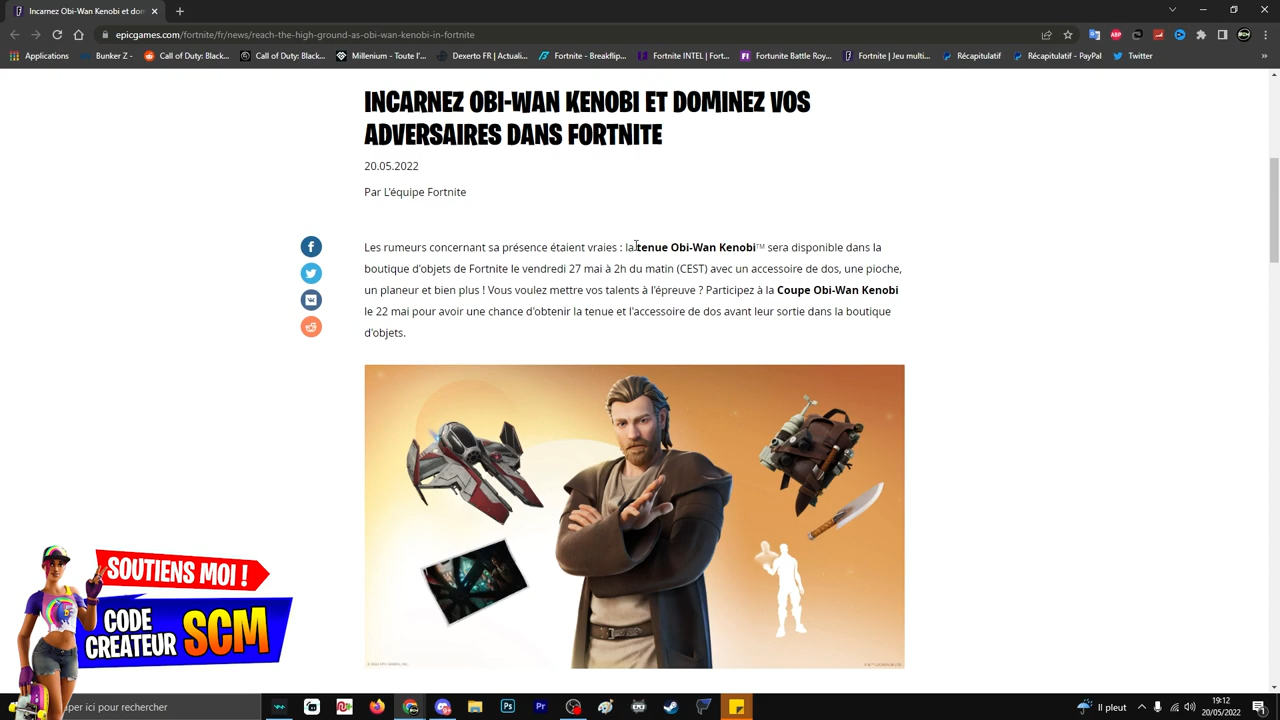 Incarnez Obi-Wan Kenobi et dom
epicgames.com/fortnite/fr/news/reach-the-high-ground-as-obi-wan-kenobi-in-fortnite
Applications
Bunker Z -
Call of Duty: Black...
Call of Duty: Black...
Millenium - Toute l'i...
Dexerto FR | Actuali...
Fortnite - Breakflip...
Fortnite INTEL | Fort...
Fortunite Battle Roy...
Fortnite | Jeu multi...
Récapitulatif
Récapitulatif - PayPal
Twitter
»
INCARNEZ OBI-WAN KENOBI ET DOMINEZ VOS
ADVERSAIRES DANS FORTNITE
20.05.2022
Par L'équipe Fortnite
Les rumeurs concernant sa présence étaient vraies : la tenue Obi-Wan Kenobi™ sera disponible dans la
boutique d'objets de Fortnite le vendredi 27 mai à 2h du matin (CEST) avec un accessoire de dos, une pioche,
un planeur et bien plus ! Vous voulez mettre vos talents à l'épreuve ? Participez à la Coupe Obi-Wan Kenobi
le 22 mai pour avoir une chance d'obtenir la tenue et l'accessoire de dos avant leur sortie dans la boutique
d'objets.
SOUTIENS MOI !
CODE
CREATEUR SCM
aper ici pour rechercher
Il pleut
19:12
20/05/2022